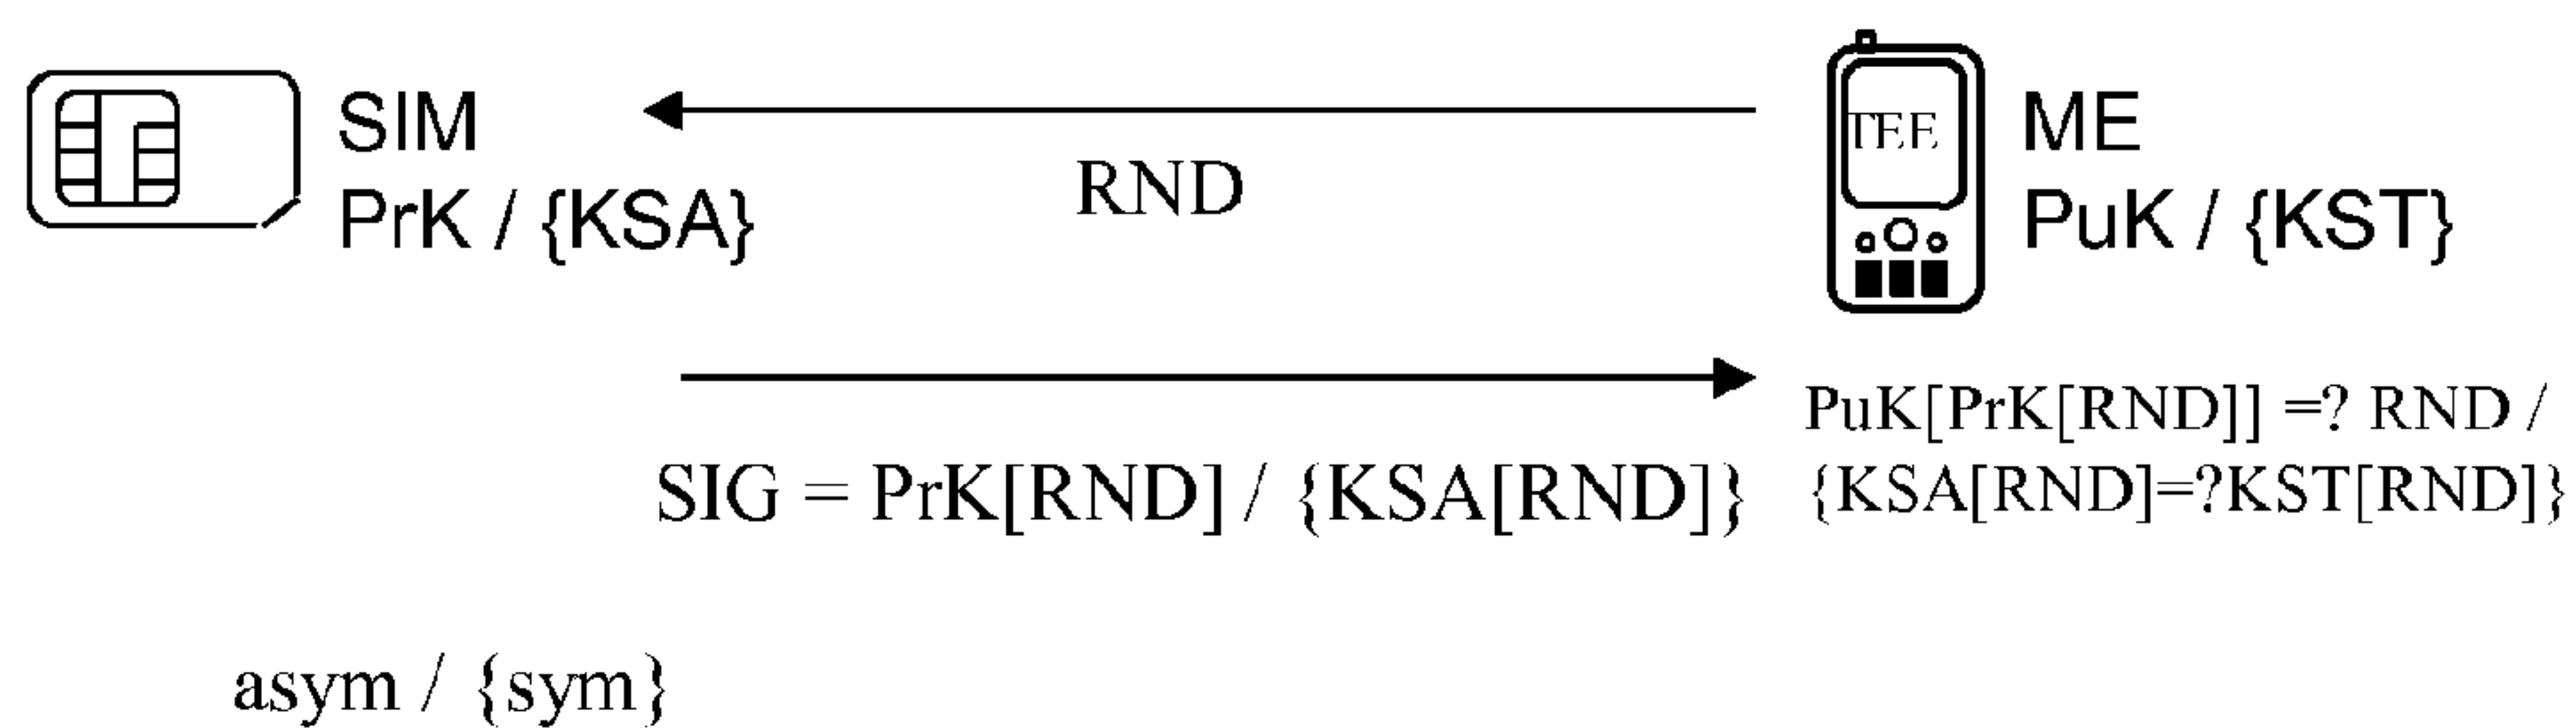 SIM
PrK / {KSA}
RND
TEE
ME
PuK / {KST}
SIG = PrK[RND] / {KSA[RND]}
PuK[PrK[RND]] =? RND /
{KSA[RND]=?KST[RND]}
asym / {sym}